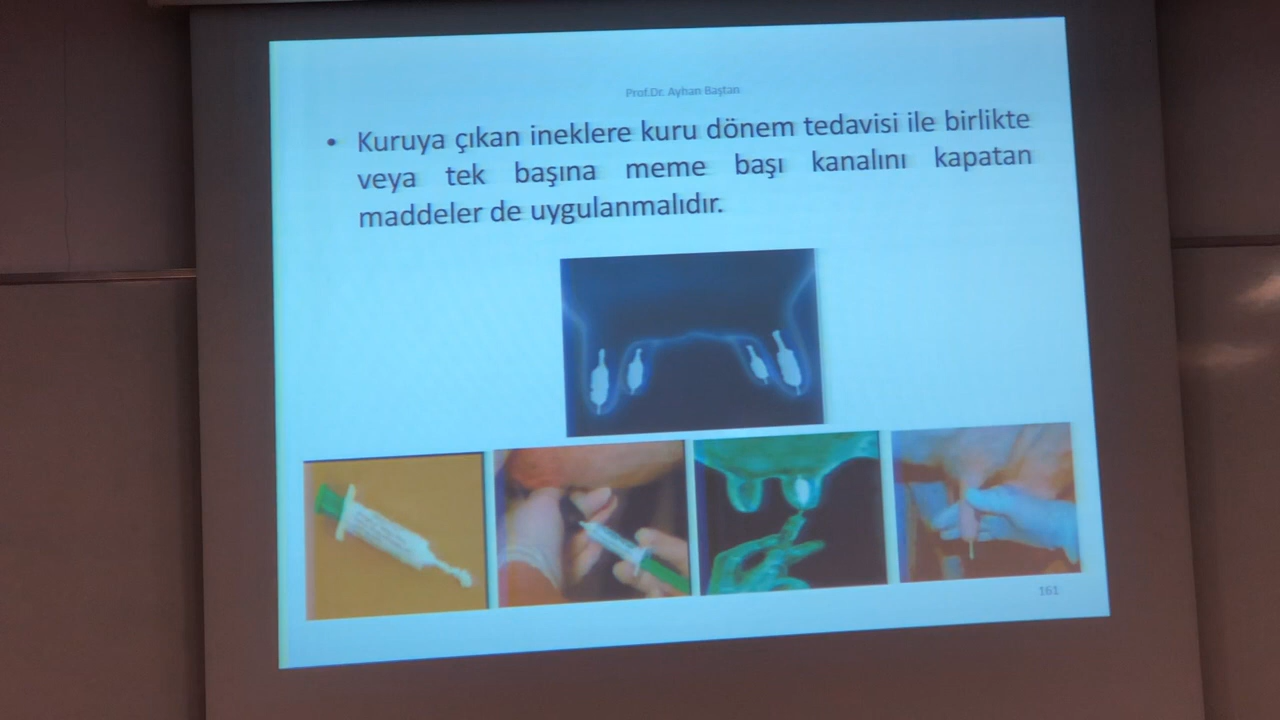 Prof.Dr. Ayhan Baştan
• Kuruya çıkan ineklere kuru dönem tedavisi ile birlikte
veya tek başına meme başı kanalını kapatan
maddeler de uygulanmalıdır.
161